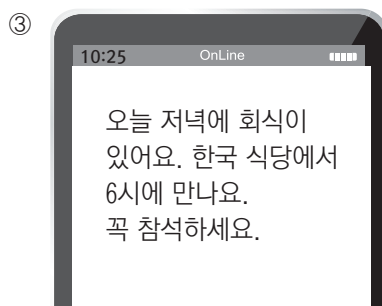 ③
10:25 OnLine
오늘 저녁에 회식이
있어요. 한국 식당에서
6시에 만나요.
꼭 참석하세요.